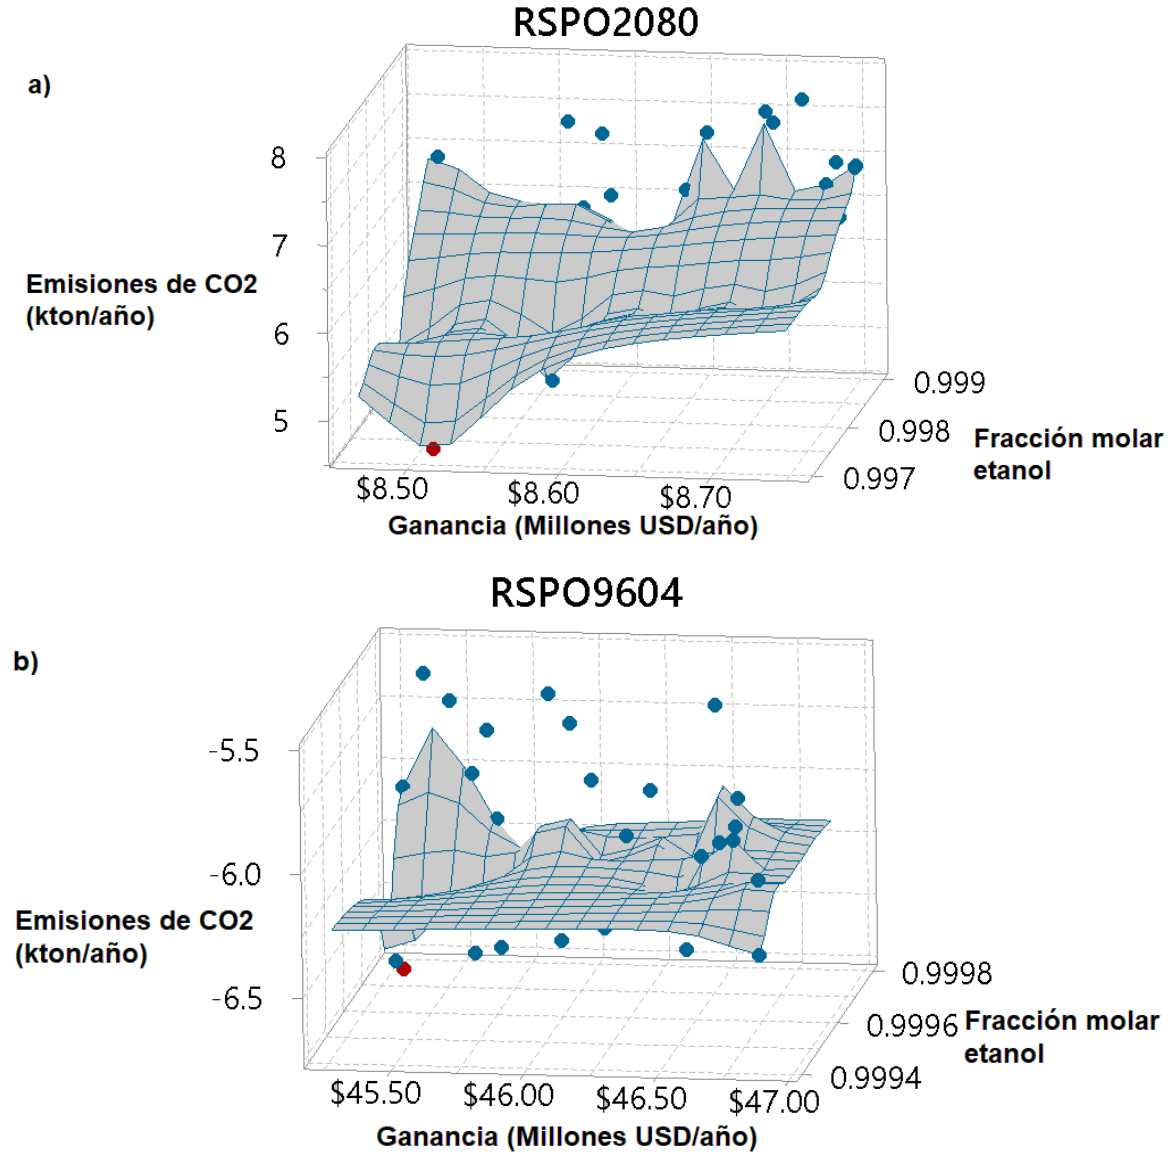 RSPO2080
a)
8
7
6
5
Emisiones de CO2
(kton/año)
0.999
0.998
0.997
Fracción molar
etanol
$8.50
$8.60
$8.70
Ganancia (Millones USD/año)
RSPO9604
b)
-5.5
-6.0
-6.5
Emisiones de CO2
(kton/año)
0.9998
0.9996
0.9994
Fracción molar
etanol
$45.50
$46.00
$46.50
$47.00
Ganancia (Millones USD/año)